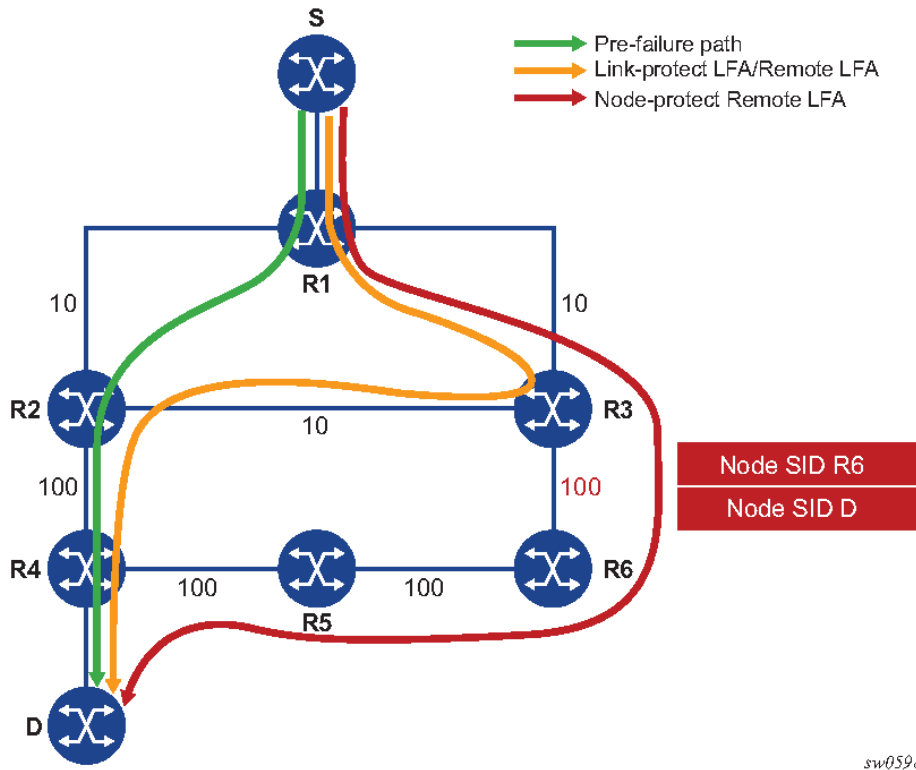 S
Pre-failure path
Link-protect LFA/Remote LFA
Node-protect Remote LFA
R1
10
10
R2
R3
10
Node SID R6
100
100
Node SID D
R4
R6
100
100
R5
D